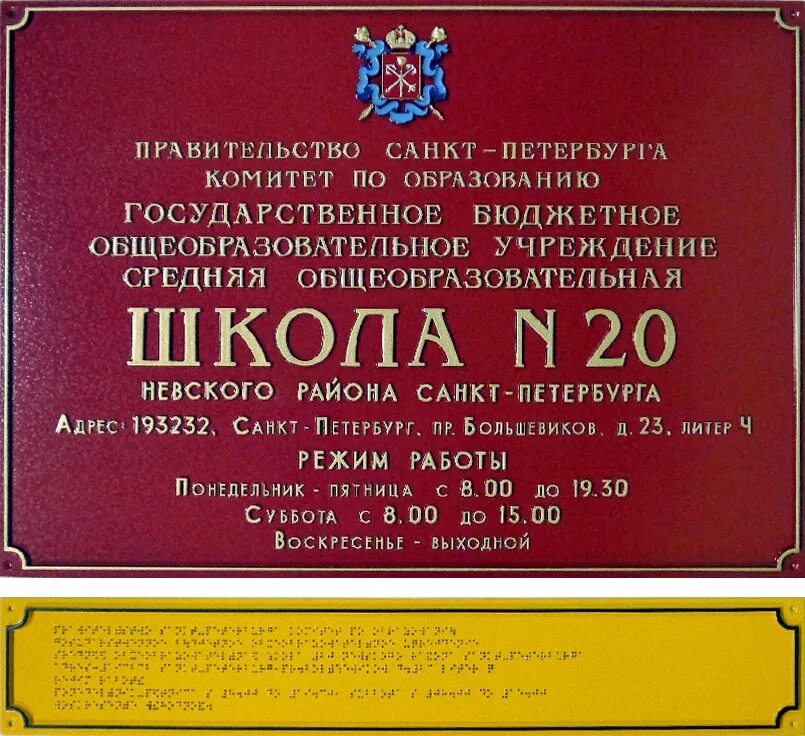 ПРАВИТЕЛЬСТВО САНКТ-ПЕТЕРБУРГА
КОМИТЕТ ПО ОБРАЗОВАНИЮ
ГОСУДАРСТВЕННОЕ БЮДЖЕТНОЕ
ОБЩЕОБРАЗОВАТЕЛЬНОЕ УЧРЕЖДЕНИЕ
СРЕДНЯЯ ОБЩЕОБРАЗОВАТЕЛЬНАЯ
ШКОЛА N 20
НЕВСКОГО РАЙОНА САНКТ-ПЕТЕРБУРГА
Адрес: 193232, Санкт-Петербург, пр. Большевиков, д. 23, литер Ч
РЕЖИМ РАБОТЫ
Понедельник - пятница с 8.00 до 19.30
Суббота с 8.00 до 15.00
Воскресенье - выходной